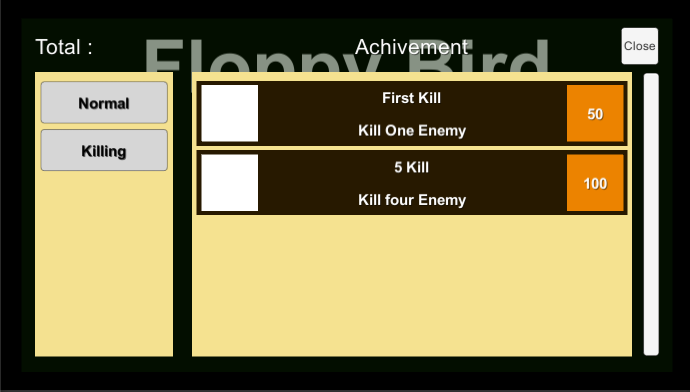 Total :
Achivement
Close
Floppy Bird
Normal
Killing
First Kill
Kill One Enemy
50
5 Kill
Kill four Enemy
100